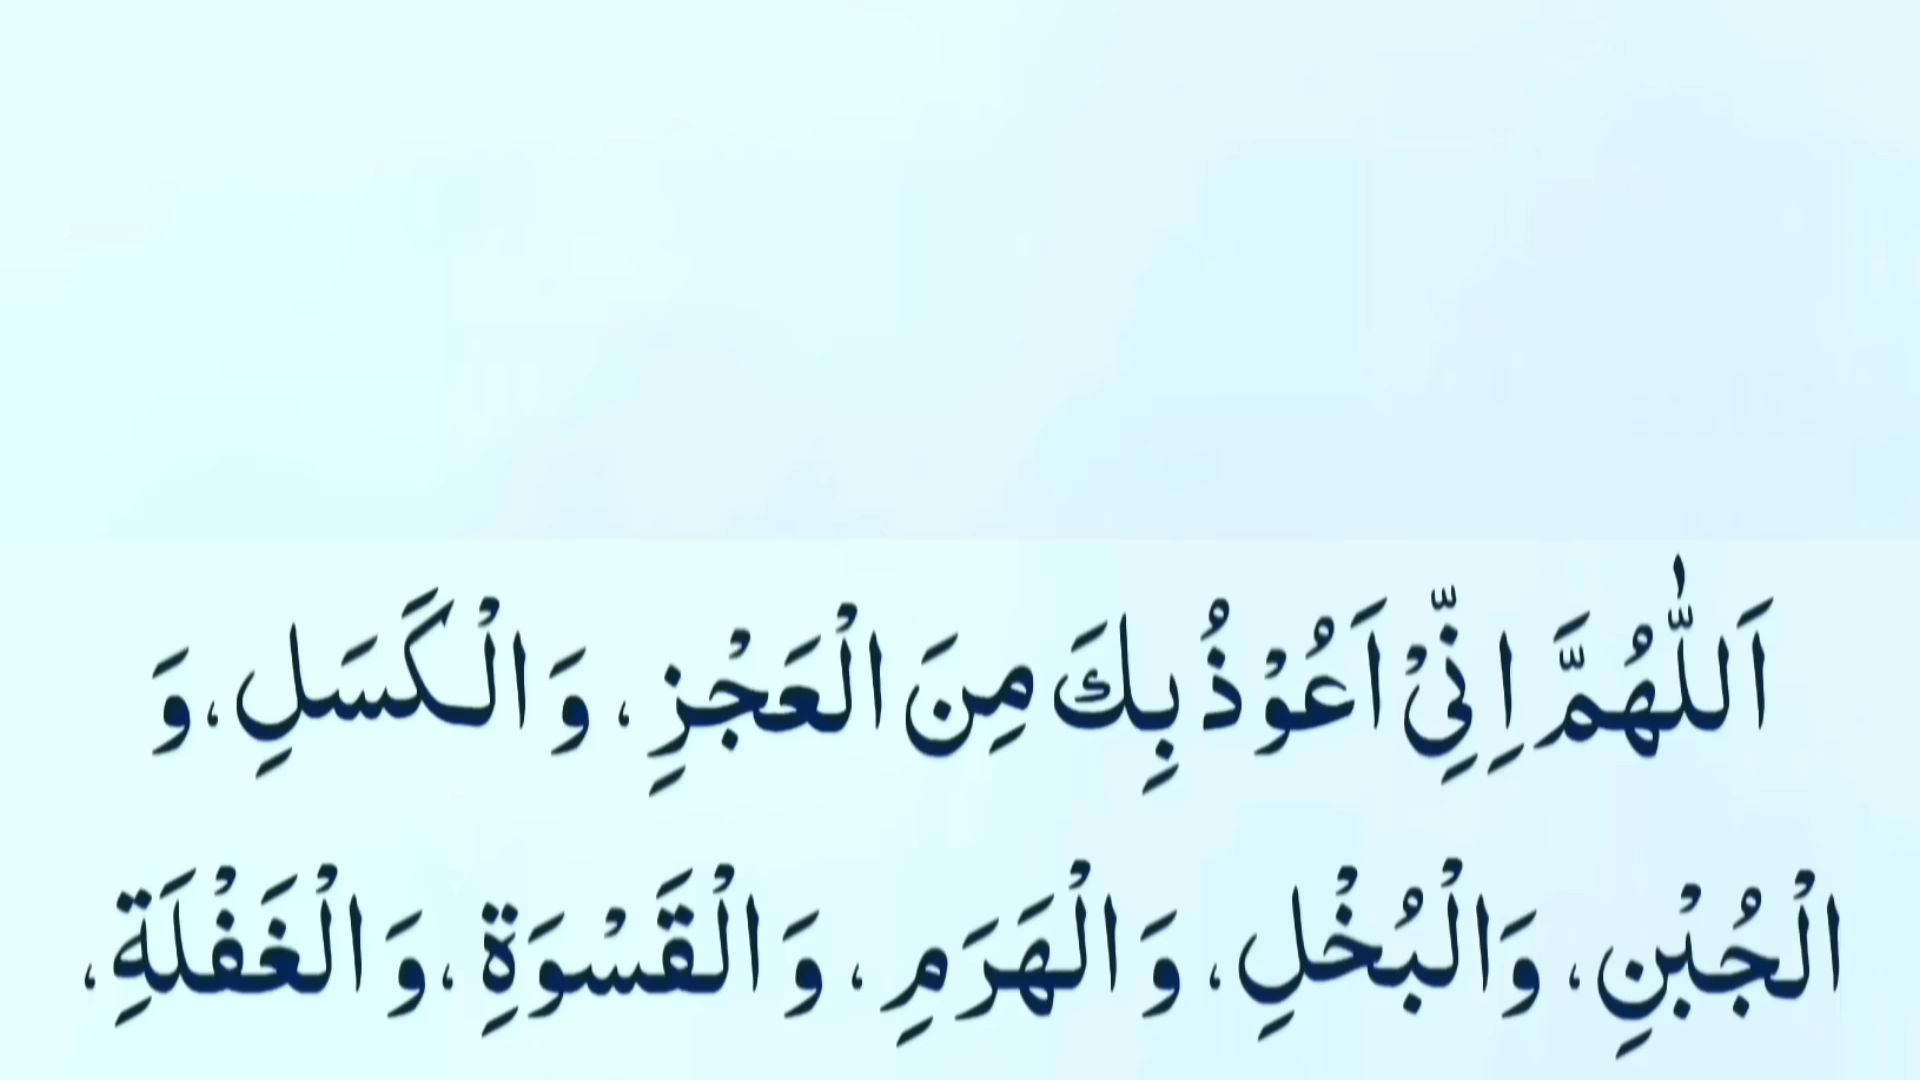 اَللّٰهُمَّ اِنِّیْ اَعُوْذُ بِكَ مِنَ الْعَجْزِ، وَ الْكَسَلِ، وَ
الْجُبْنِ، وَالْبُخْلِ، وَ الْهَرَمِ، وَ الْقَسْوَةِ، وَ الْغَفْلَةِ،